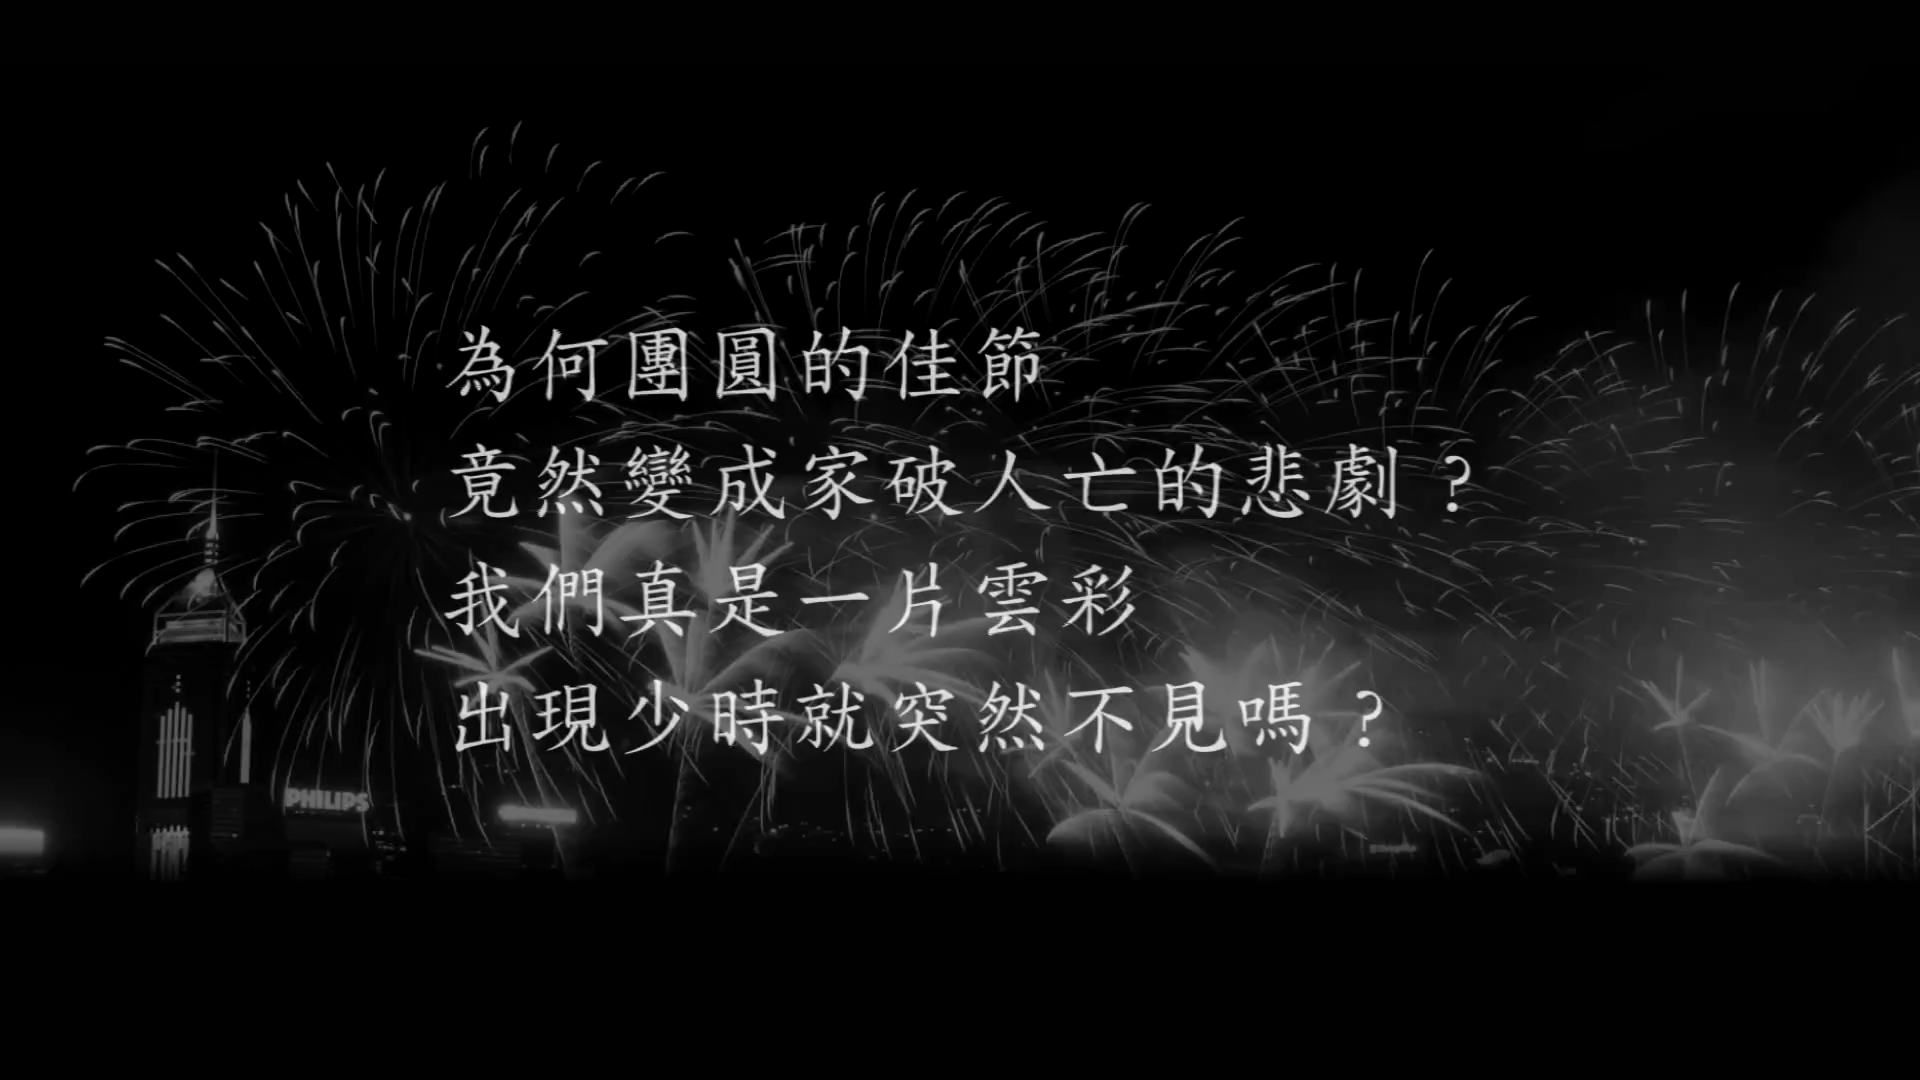 為何團圓的佳節
竟然變成家破人亡的悲劇？
我們真是一片雲彩
出現少時就突然不見嗎？
PHILIPS